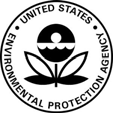 UNITED STATES
ENVIRONMENTAL PROTECTION AGENCY